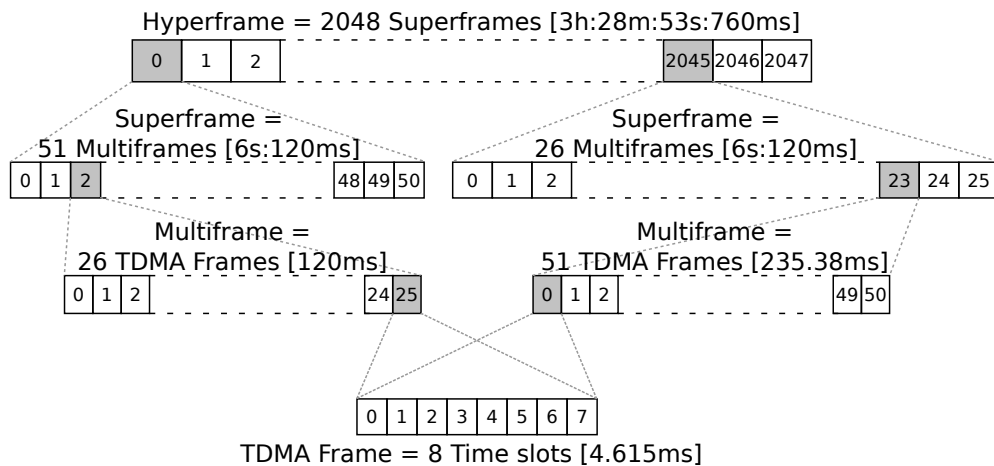 Hyperframe = 2048 Superframes [3h:28m:53s:760ms]
0 1 2 2045 2046 2047
Superframe =
51 Multiframes [6s:120ms]
Superframe =
26 Multiframes [6s:120ms]
0 1 2 48 49 50
0 1 2 23 24 25
Multiframe =
26 TDMA Frames [120ms]
Multiframe =
51 TDMA Frames [235.38ms]
0 1 2 24 25
0 1 2 49 50
0 1 2 3 4 5 6 7
TDMA Frame = 8 Time slots [4.615ms]